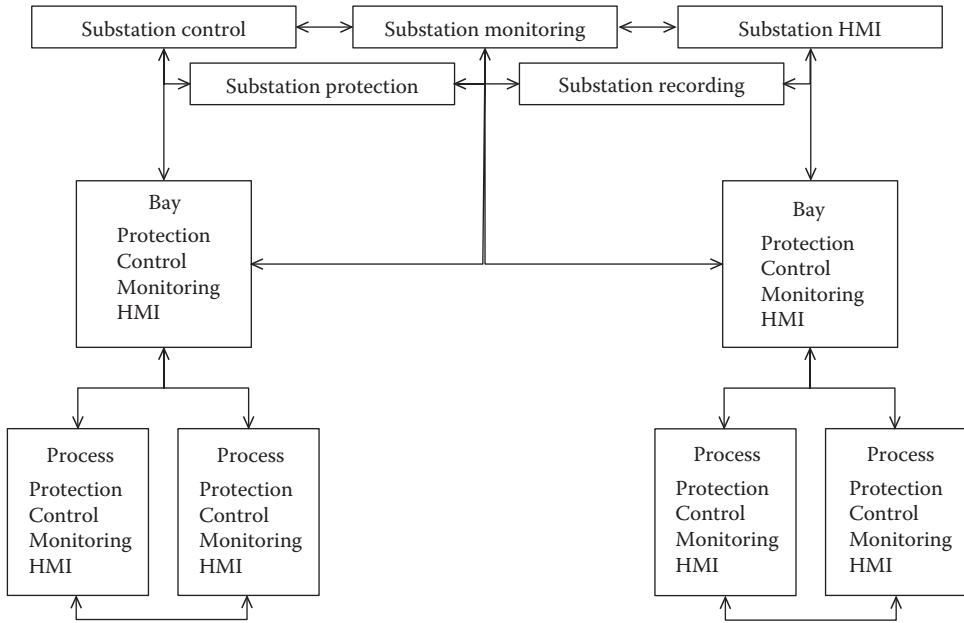 Substation control
Substation monitoring
Substation HMI
Substation protection
Substation recording
Bay
Protection
Control
Monitoring
HMI
Bay
Protection
Control
Monitoring
HMI
Process
Protection
Control
Monitoring
HMI
Process
Protection
Control
Monitoring
HMI
Process
Protection
Control
Monitoring
HMI
Process
Protection
Control
Monitoring
HMI